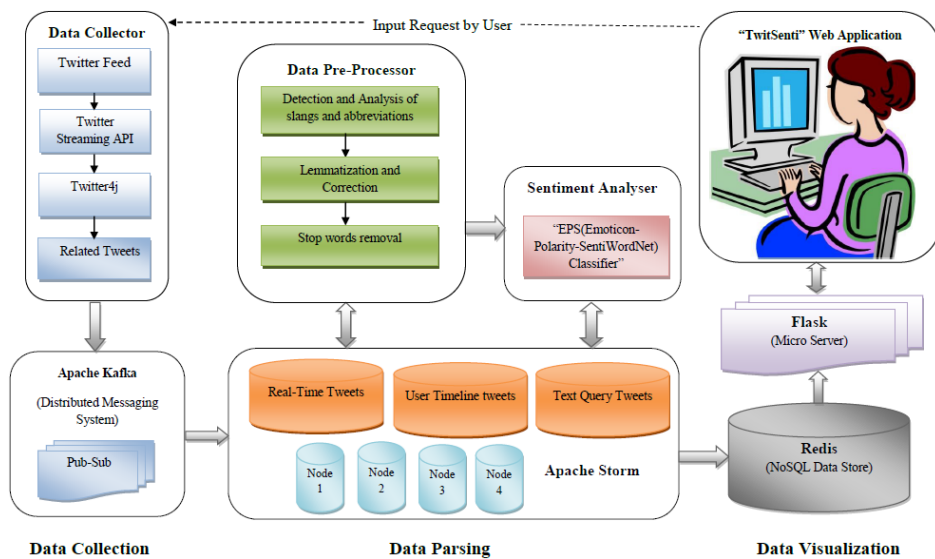 Input Request by User
Data Collector
Twitter Feed
Twitter
Streaming API
Twitter4j
Related Tweets
Data Pre-Processor
Detection and Analysis of
slangs and abbreviations
Lemmatization and
Correction
Stop words removal
Sentiment Analyser
“EPS(Emoticon-
Polarity-SentiWordNet)
Classifier”
“TwitSenti” Web Application
Flask
(Micro Server)
Apache Kafka
(Distributed Messaging
System)
Pub-Sub
Real-Time Tweets
User Timeline tweets
Text Query Tweets
Node
1
Node
2
Node
3
Node
4
Apache Storm
Redis
(NoSQL Data Store)
Data Collection
Data Parsing
Data Visualization